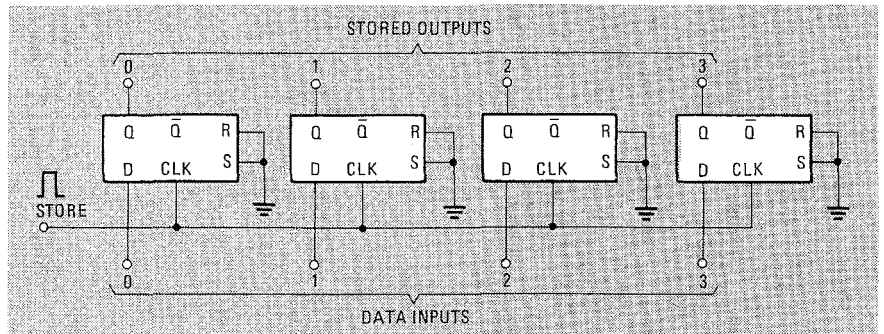 STORED OUTPUTS
0 1 2 3
Q Q̅ R Q Q̅ R Q Q̅ R Q Q̅ R
D CLK S D CLK S D CLK S D CLK S
STORE
0 1 2 3
DATA INPUTS